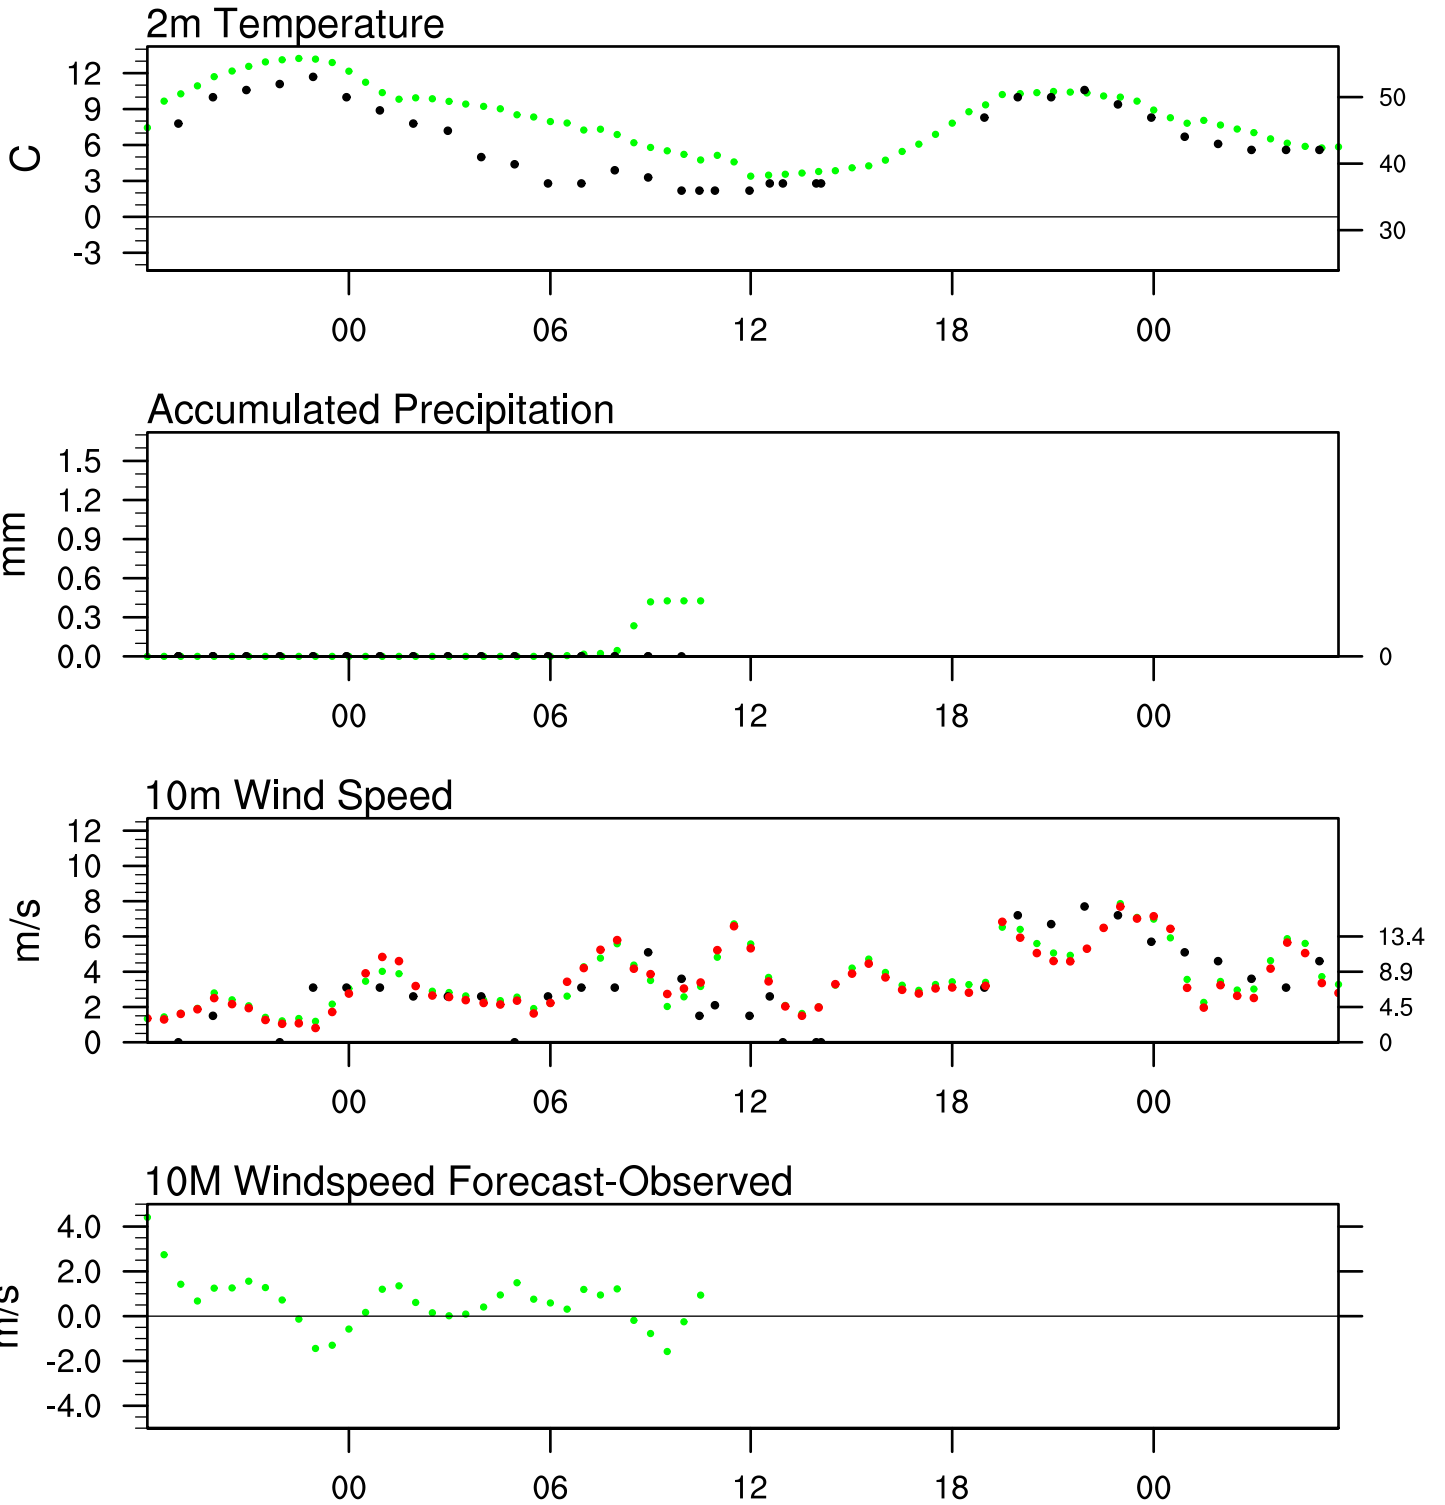 2m Temperature
12
9
6
3
0
-3
C
50
40
30
00 06 12 18 00
Accumulated Precipitation
1.5
1.2
0.9
0.6
0.3
0.0
mm
0
00 06 12 18 00
10m Wind Speed
12
10
8
6
4
2
0
m/s
13.4
8.9
4.5
0
00 06 12 18 00
10M Windspeed Forecast-Observed
4.0
2.0
0.0
-2.0
-4.0
m/s
00 06 12 18 00